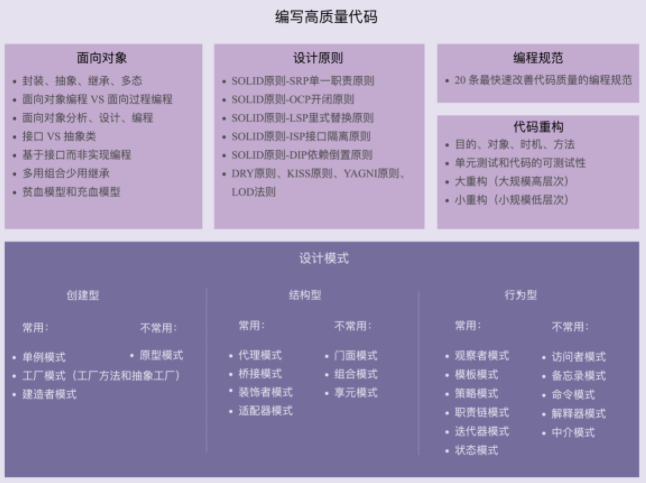 编写高质量代码
面向对象
封装、抽象、继承、多态
面向对象编程 VS 面向过程编程
面向对象分析、设计、编程
接口 VS 抽象类
基于接口而非实现编程
多用组合少用继承
贫血模型和充血模型
设计原则
SOLID原则-SRP单一职责原则
SOLID原则-OCP开闭原则
SOLID原则-LSP里式替换原则
SOLID原则-ISP接口隔离原则
SOLID原则-DIP依赖倒置原则
DRY原则、KISS原则、YAGNI原则、
LOD法则
编程规范
20 条最快速改善代码质量的编程规范
代码重构
目的、对象、时机、方法
单元测试和代码的可测试性
大重构（大规模高层次）
小重构（小规模低层次）
设计模式
创建型
常用：
单例模式
工厂模式（工厂方法和抽象工厂）
建造者模式
不常用：
原型模式
结构型
常用：
代理模式
桥接模式
装饰者模式
适配器模式
不常用：
门面模式
组合模式
享元模式
行为型
常用：
观察者模式
模板模式
策略模式
职责链模式
迭代器模式
状态模式
不常用：
访问者模式
备忘录模式
命令模式
解释器模式
中介模式